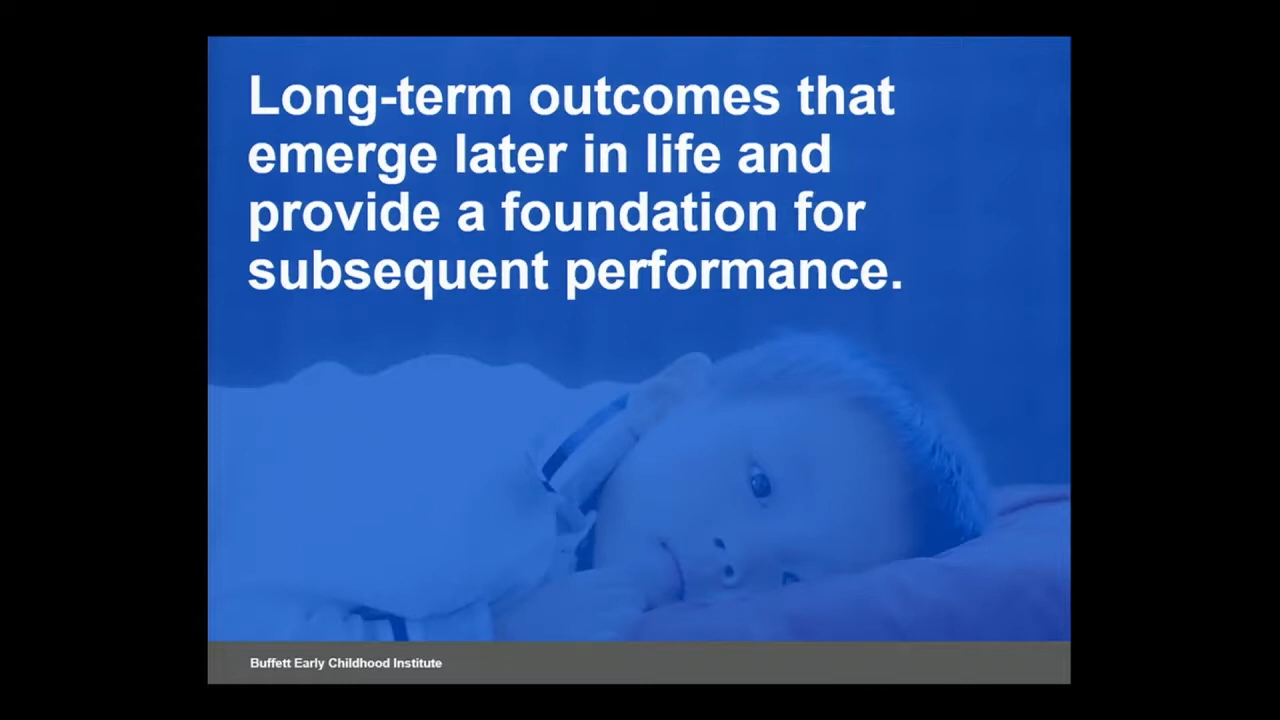 Long-term outcomes that
emerge later in life and
provide a foundation for
subsequent performance.
Buffett Early Childhood Institute